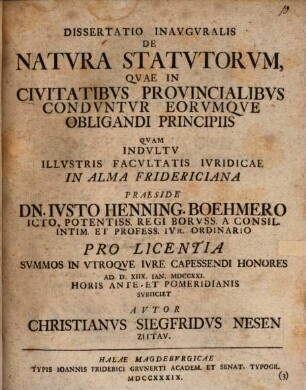 DISSERTATIO INAVGVRALIS
DE
NATVRA STATVTORVM,
QVAE IN
CIVITATIBVS PROVINCIALIBVS
CONDVNTVR EORVMQVE
OBLIGANDI PRINCIPIIS
QVAM
INDVLTV
ILLVSTRIS FACVLTATIS IVRIDICAE
IN ALMA FRIDERICIANA
PRAESIDE
DN. IVSTO HENNING. BOEHMERO
ICTO, POTENTISS. REGI BORVSS. A CONSIL.
INTIM. ET PROFESS. IVR. ORDINARIO
PRO LICENTIA
SVMMOS IN VTROQVE IVRE CAPESSENDI HONORES
AD D. XIIX. IAN. MDCCXXI.
HORIS ANTE- ET POMERIDIANIS
SVBIICIET
AVTOR
CHRISTIANVS SIEGFRIDVS NESEN
ZITTAV.
HALAE MAGDEBVRGICAE
TYPIS IOANNIS FRIDERICI GRVNERTI ACADEM. ET SENAT. TYPOGR.
MDCCXXXIX.
(3)